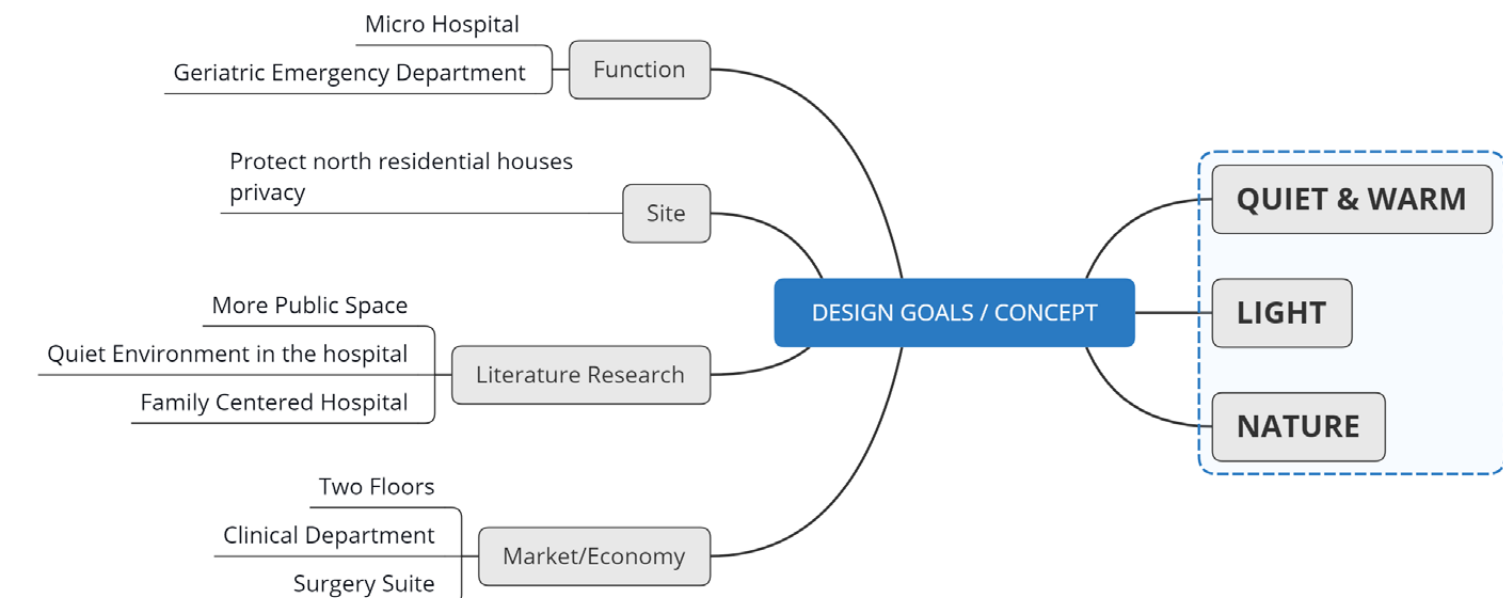 Micro Hospital
Geriatric Emergency Department
Function
Protect north residential houses
privacy
Site
More Public Space
Quiet Environment in the hospital
Family Centered Hospital
Literature Research
Two Floors
Clinical Department
Surgery Suite
Market/Economy
DESIGN GOALS / CONCEPT
QUIET & WARM
LIGHT
NATURE